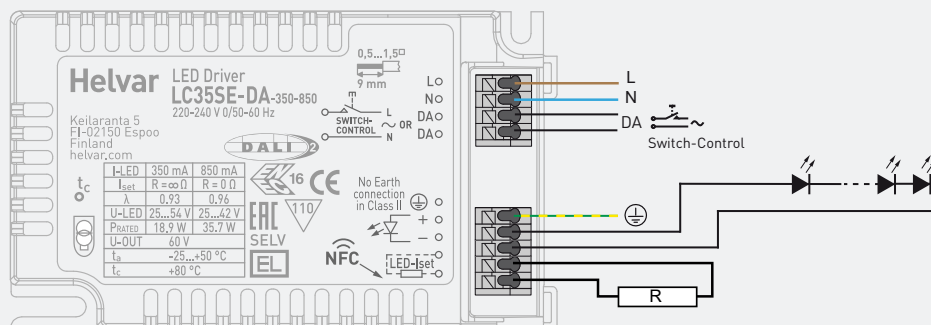 Helvar
LED Driver
LC35SE-DA-350-850
220-240 V 0/50-60 Hz
Keilaranta 5
FI-02150 Espoo
Finland
helvar.com
0,5...1,5
9 mm
SWITCH-CONTROL
L
N
OR
L
N
DA
DA
DALI 2
tc
I-LED 350 mA 850 mA
Iset R = ∞ Ω R = 0 Ω
λ 0.93 0.96
U-LED 25...54 V 25...42 V
PRATED 18.9 W 35.7 W
U-OUT 60 V
ta -25...+50 °C
tc +80 °C
16
CE
EAC
110
SELV
EL
No Earth
connection
in Class II
+
−
NFC
LED-Iset
L
N
DA
Switch-Control
R